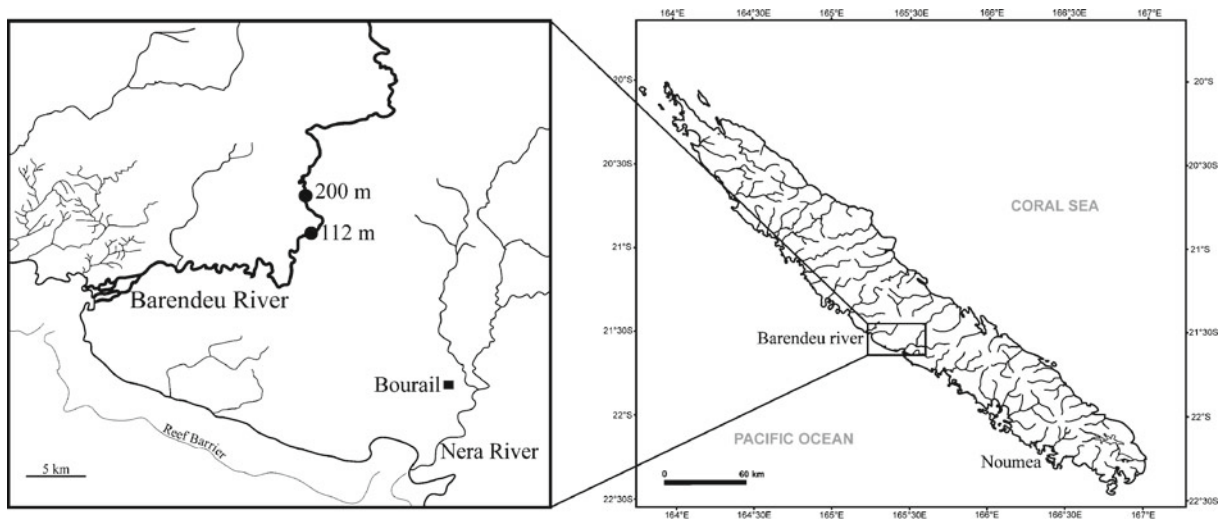 200 m
112 m
Barendeu River
Bourail
Reef Barrier
Nera River
5 km
164°E
164°30E
165°E
165°30E
166°E
166°30E
167°E
20°S
20°S
20°30S
20°30S
21°S
21°S
21°30S
21°30S
22°S
22°S
22°30S
22°30S
CORAL SEA
Barendeu river
PACIFIC OCEAN
Noumea
0
60 km
164°E
164°30E
165°E
165°30E
166°E
166°30E
167°E